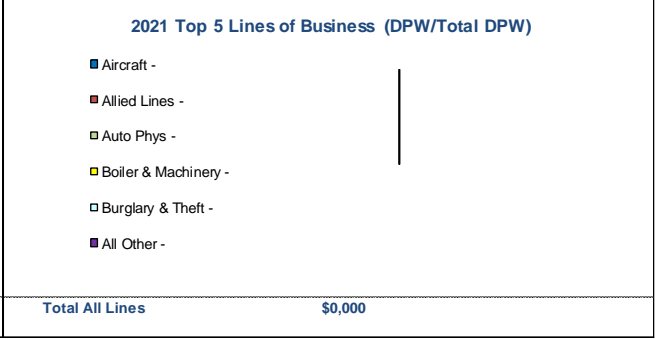 2021 Top 5 Lines of Business (DPW/Total DPW)
Aircraft -
Allied Lines -
Auto Phys -
Boiler & Machinery -
Burglary & Theft -
All Other -
Total All Lines $0,000